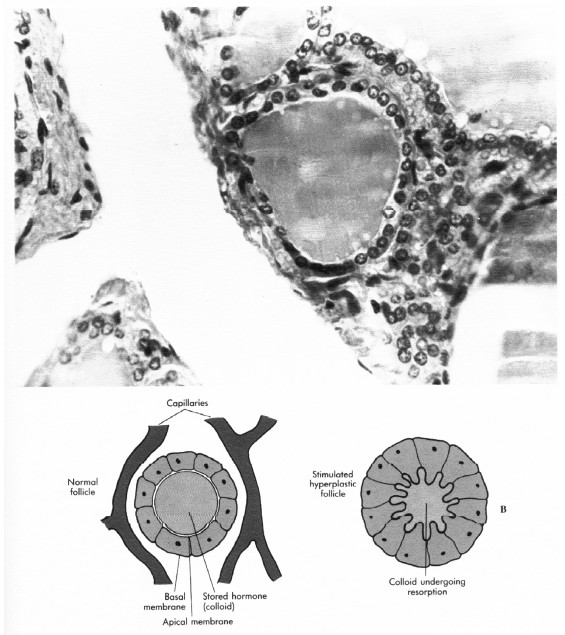 Capillaries
Normal
follicle
Basal
membrane
Stored hormone
(colloid)
Apical membrane
Stimulated
hyperplastic
follicle
B
Colloid undergoing
resorption